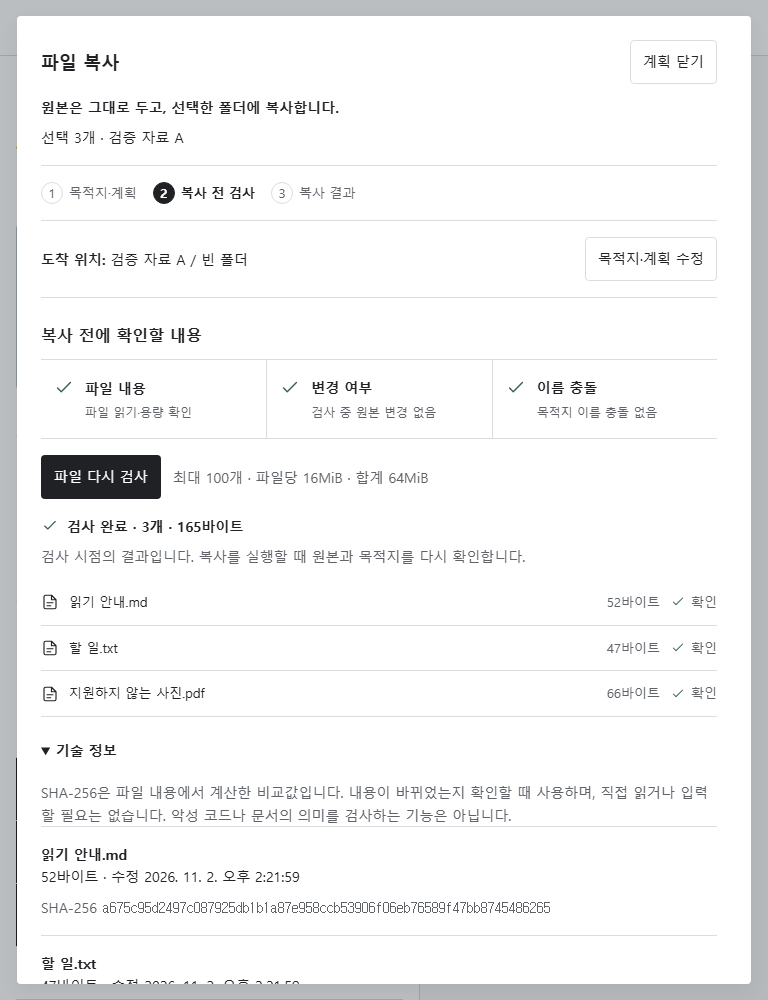 파일 복사
계획 닫기
원본은 그대로 두고, 선택한 폴더에 복사합니다.
선택 3개 · 검증 자료 A
1 목적지·계획 2 복사 전 검사 3 복사 결과
도착 위치: 검증 자료 A / 빈 폴더
목적지·계획 수정
복사 전에 확인할 내용
파일 내용
파일 읽기·용량 확인
변경 여부
검사 중 원본 변경 없음
이름 충돌
목적지 이름 충돌 없음
파일 다시 검사
최대 100개 · 파일당 16MiB · 합계 64MiB
검사 완료 · 3개 · 165바이트
검사 시점의 결과입니다. 복사를 실행할 때 원본과 목적지를 다시 확인합니다.
읽기 안내.md 52바이트 확인
할 일.txt 47바이트 확인
지원하지 않는 사진.pdf 66바이트 확인
▼ 기술 정보
SHA-256은 파일 내용에서 계산한 비교값입니다. 내용이 바뀌었는지 확인할 때 사용하며, 직접 읽거나 입력
할 필요는 없습니다. 악성 코드나 문서의 의미를 검사하는 기능은 아닙니다.
읽기 안내.md
52바이트 · 수정 2026. 11. 2. 오후 2:21:59
SHA-256 a675c95d2497c087925db1b1a87e958ccb53906f06eb76589f47bb8745486265
할 일.txt
47바이트 · 수정 2026. 11. 2. 오후 2:21:59